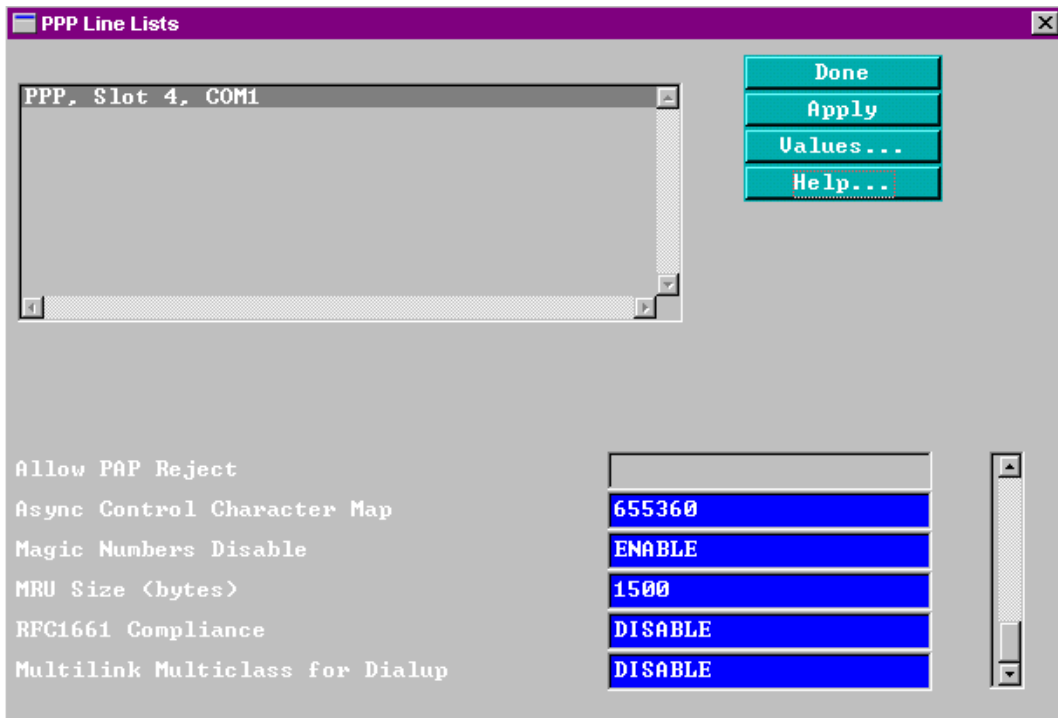 PPP Line Lists
PPP, Slot 4, COM1
Done
Apply
Values...
Help...
Allow PAP Reject
Async Control Character Map 655360
Magic Numbers Disable ENABLE
MRU Size (bytes) 1500
RFC1661 Compliance DISABLE
Multilink Multiclass for Dialup DISABLE